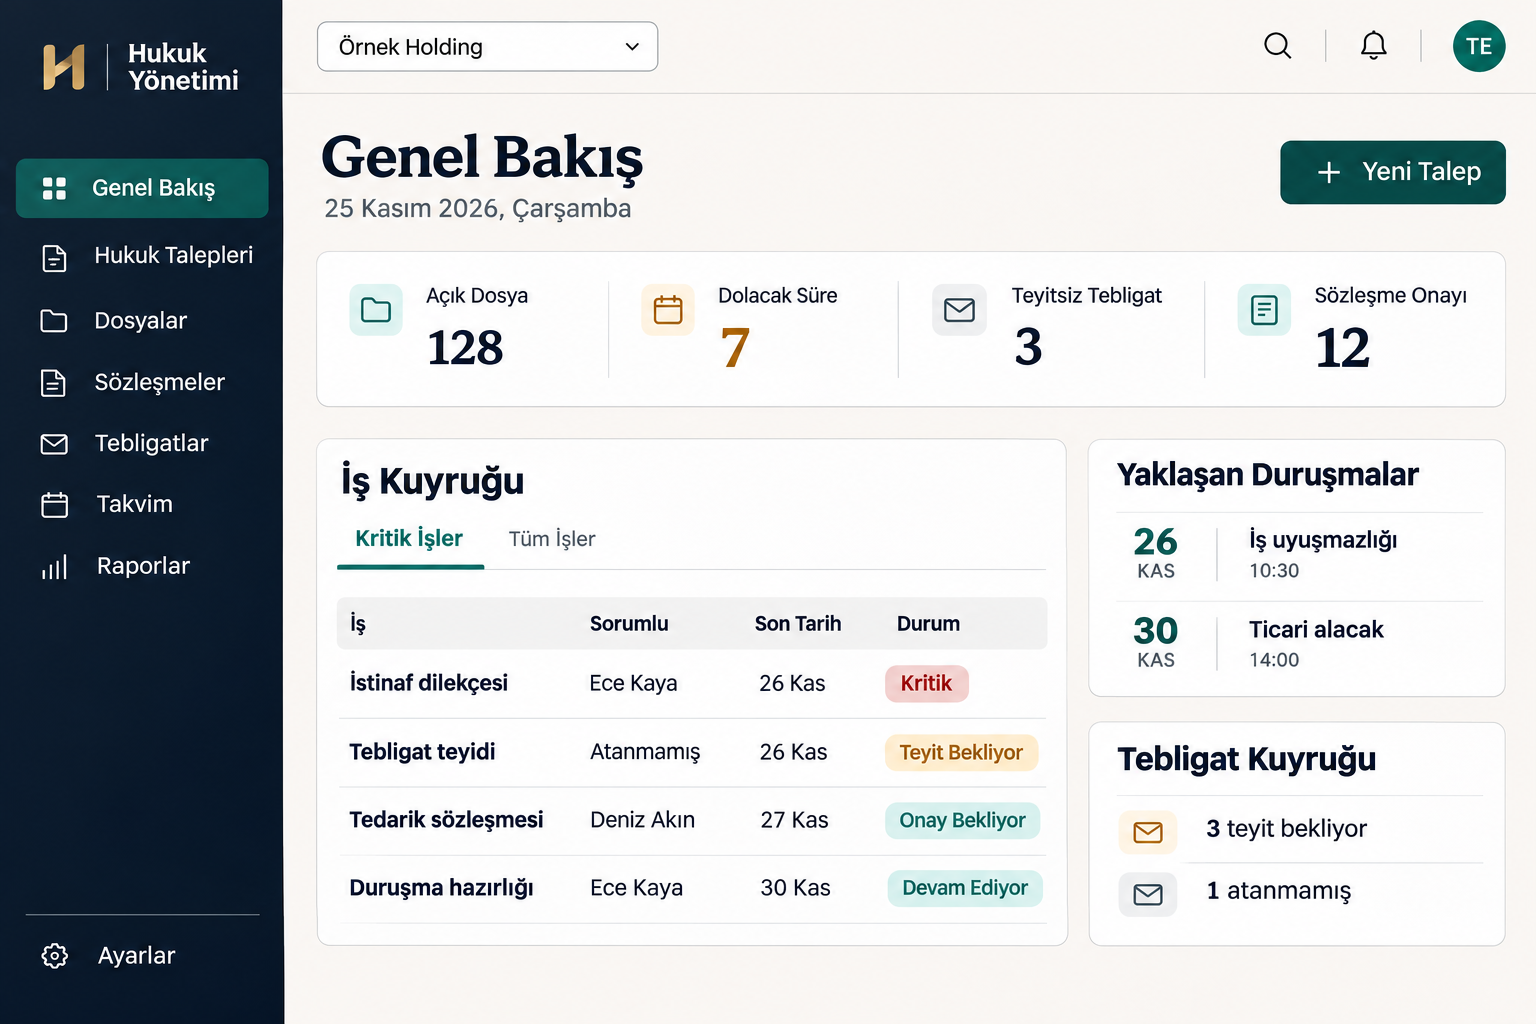 Hukuk
Yönetimi
Genel Bakış
Hukuk Talepleri
Dosyalar
Sözleşmeler
Tebligatlar
Takvim
Raporlar
Ayarlar
Örnek Holding
TE
Genel Bakış
25 Kasım 2026, Çarşamba
+ Yeni Talep
Açık Dosya
128
Dolacak Süre
7
Teyitsiz Tebligat
3
Sözleşme Onayı
12
İş Kuyruğu
Kritik İşler Tüm İşler
İş Sorumlu Son Tarih Durum
İstinaf dilekçesi Ece Kaya 26 Kas Kritik
Tebligat teyidi Atanmamış 26 Kas Teyit Bekliyor
Tedarik sözleşmesi Deniz Akın 27 Kas Onay Bekliyor
Duruşma hazırlığı Ece Kaya 30 Kas Devam Ediyor
Yaklaşan Duruşmalar
26 İş uyuşmazlığı
KAS 10:30
30 Ticari alacak
KAS 14:00
Tebligat Kuyruğu
3 teyit bekliyor
1 atanmamış